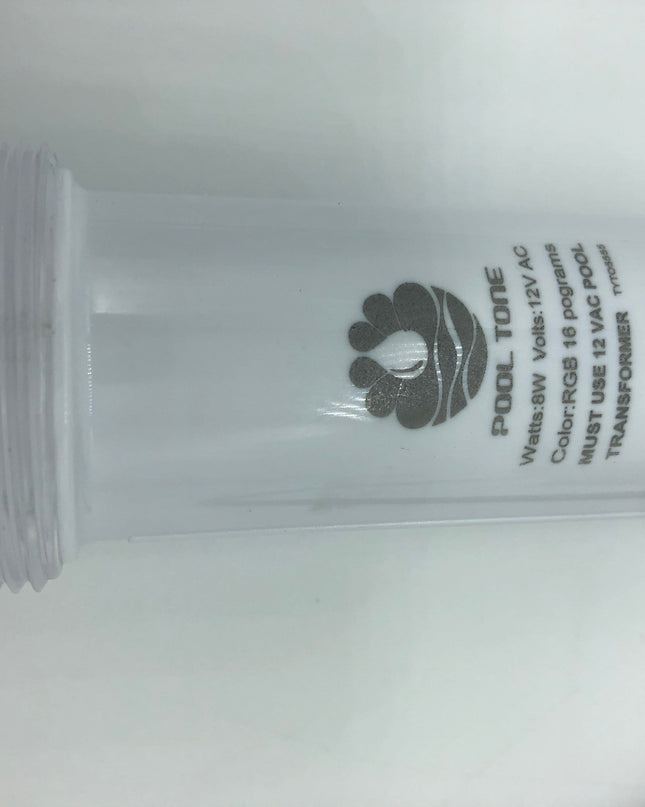 POOL TONE
Watts:8W Volts:12V AC
Color:RGB 16 pograms
MUST USE 12 VAC POOL
TRANSFORMER